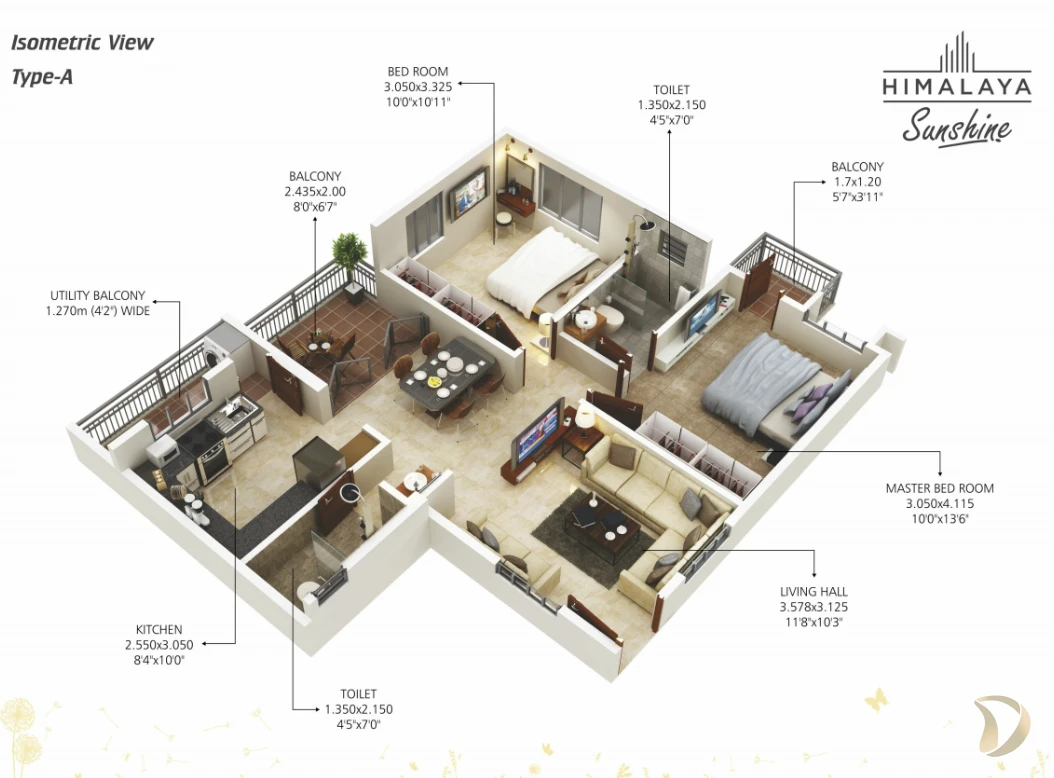 Isometric View
Type-A
HIMALAYA
Sunshine
BED ROOM
3.050x3.325
10'0"x10'11"
TOILET
1.350x2.150
4'5"x7'0"
BALCONY
1.7x1.20
5'7"x3'11"
BALCONY
2.435x2.00
8'0"x6'7"
UTILITY BALCONY
1.270m (4'2") WIDE
MASTER BED ROOM
3.050x4.115
10'0"x13'6"
LIVING HALL
3.578x3.125
11'8"x10'3"
KITCHEN
2.550x3.050
8'4"x10'0"
TOILET
1.350x2.150
4'5"x7'0"